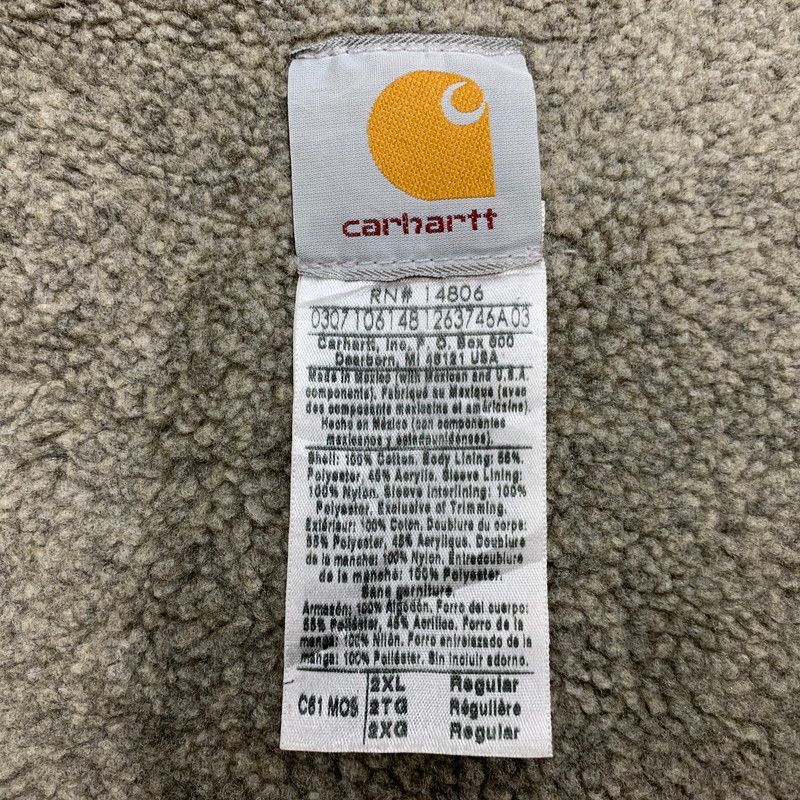 carhartt
RN# 14806
0307106148 263746A03
Carhartt, Inc. P. O. Box 600
Dearborn, MI 48121 USA
Made in Mexico (with Mexican and U.S.A.
components). Fabriqué au Mexique (avec
des composants mexicains et américains).
Hecho en México (con componentes
mexicanos y estadounidenses).
Shell: 100% Cotton. Body Lining: 55%
Polyester, 45% Acrylic. Sleeve Lining:
100% Nylon. Sleeve Interlining: 100%
Polyester, Exclusive of Trimming.
Extérieur: 100% Coton. Doublure du corps:
55% Polyester, 45% Acrylique. Doublure
de la manche: 100% Nylon. Entredoublure
de la manche: 100% Polyester.
Sans garniture
Armazón: 100% Algodón. Forro del cuerpo:
55% Poliéster, 45% Acrílico. Forro de la
manga: 100% Nilón. Forro entrelazado de la
manga: 100% Poliéster. Sin incluir adorno.
C61 MOS
2XL Regular
2TG Régulière
2XG Regular